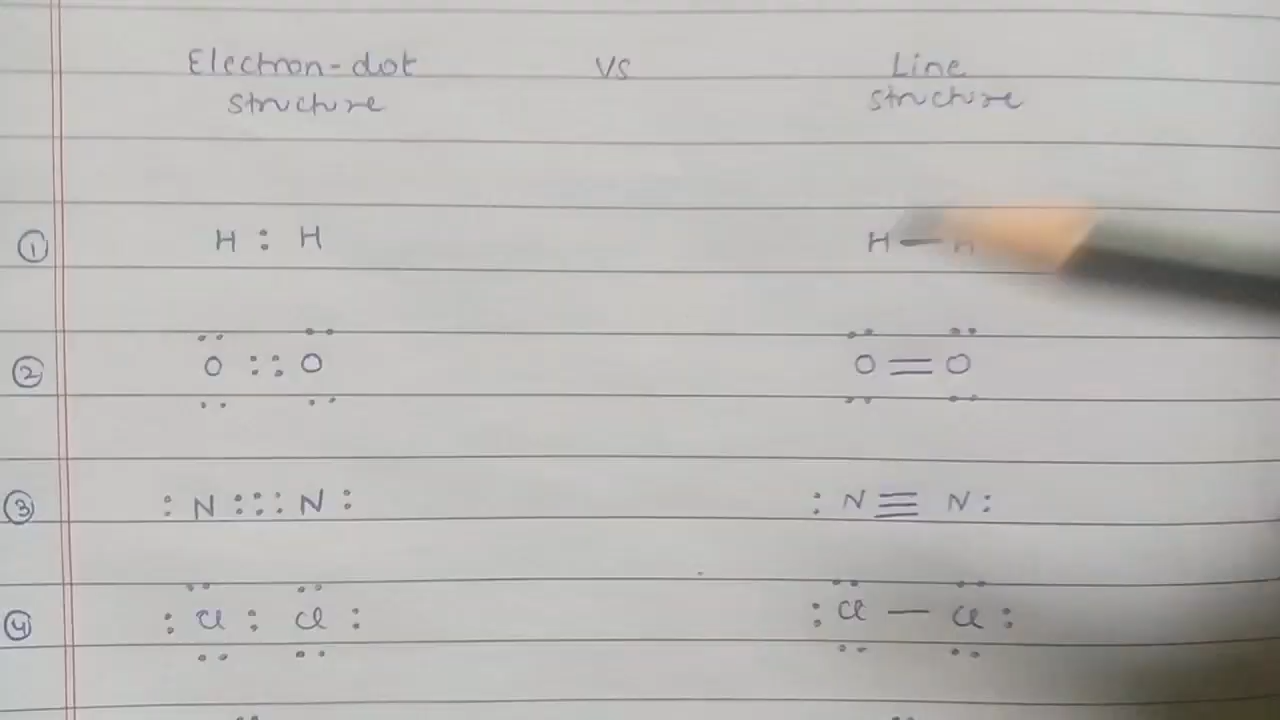 Electron-dot structure VS Line structure
① H : H H — H
② O :: O O = O
③ : N ::: N : : N ≡ N :
④ : Cl : Cl : : Cl — Cl :